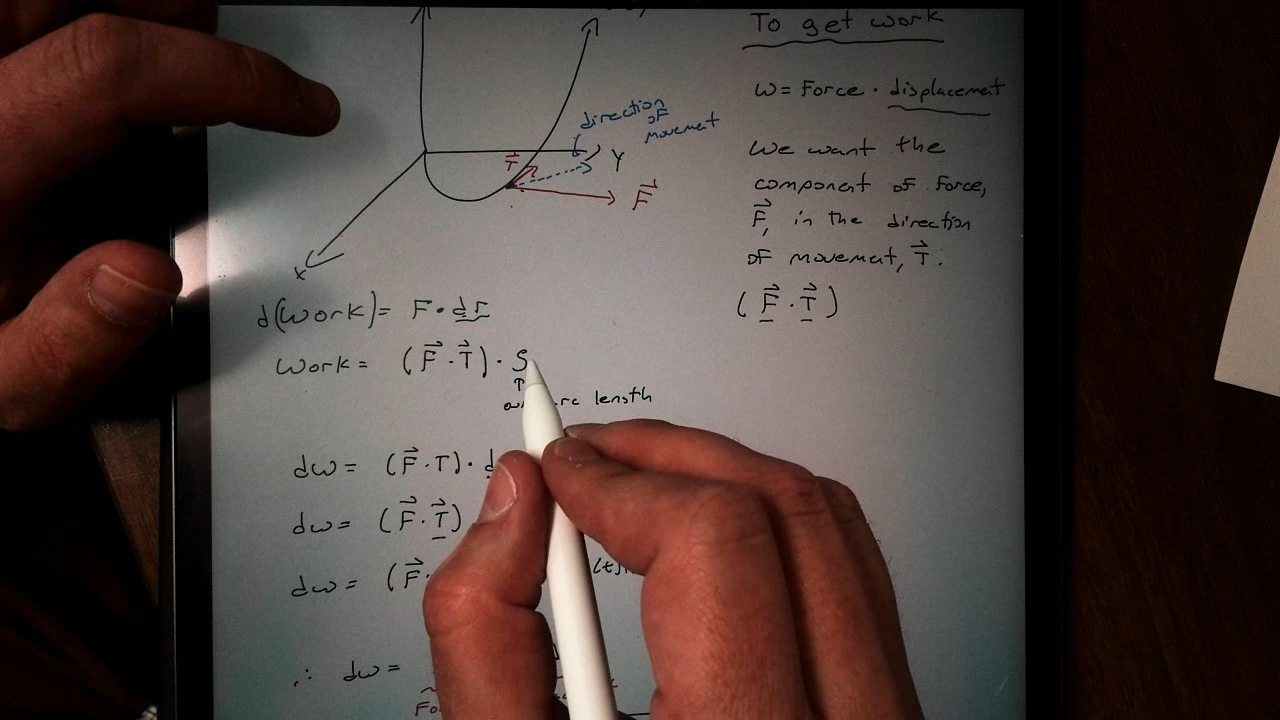 To get work
W = Force · displacement
direction
of
movement
We want the
component of Force,
F⃗, in the direction
of movement, T⃗.
(F⃗ · T⃗)
T⃗
Y
F⃗
x
d(Work) = F · dr
Work = (F⃗ · T⃗) · S
length
dw = (F⃗ · T) · d
dw = (F⃗ · T⃗)
dw = (F⃗ ·
∴ dw =